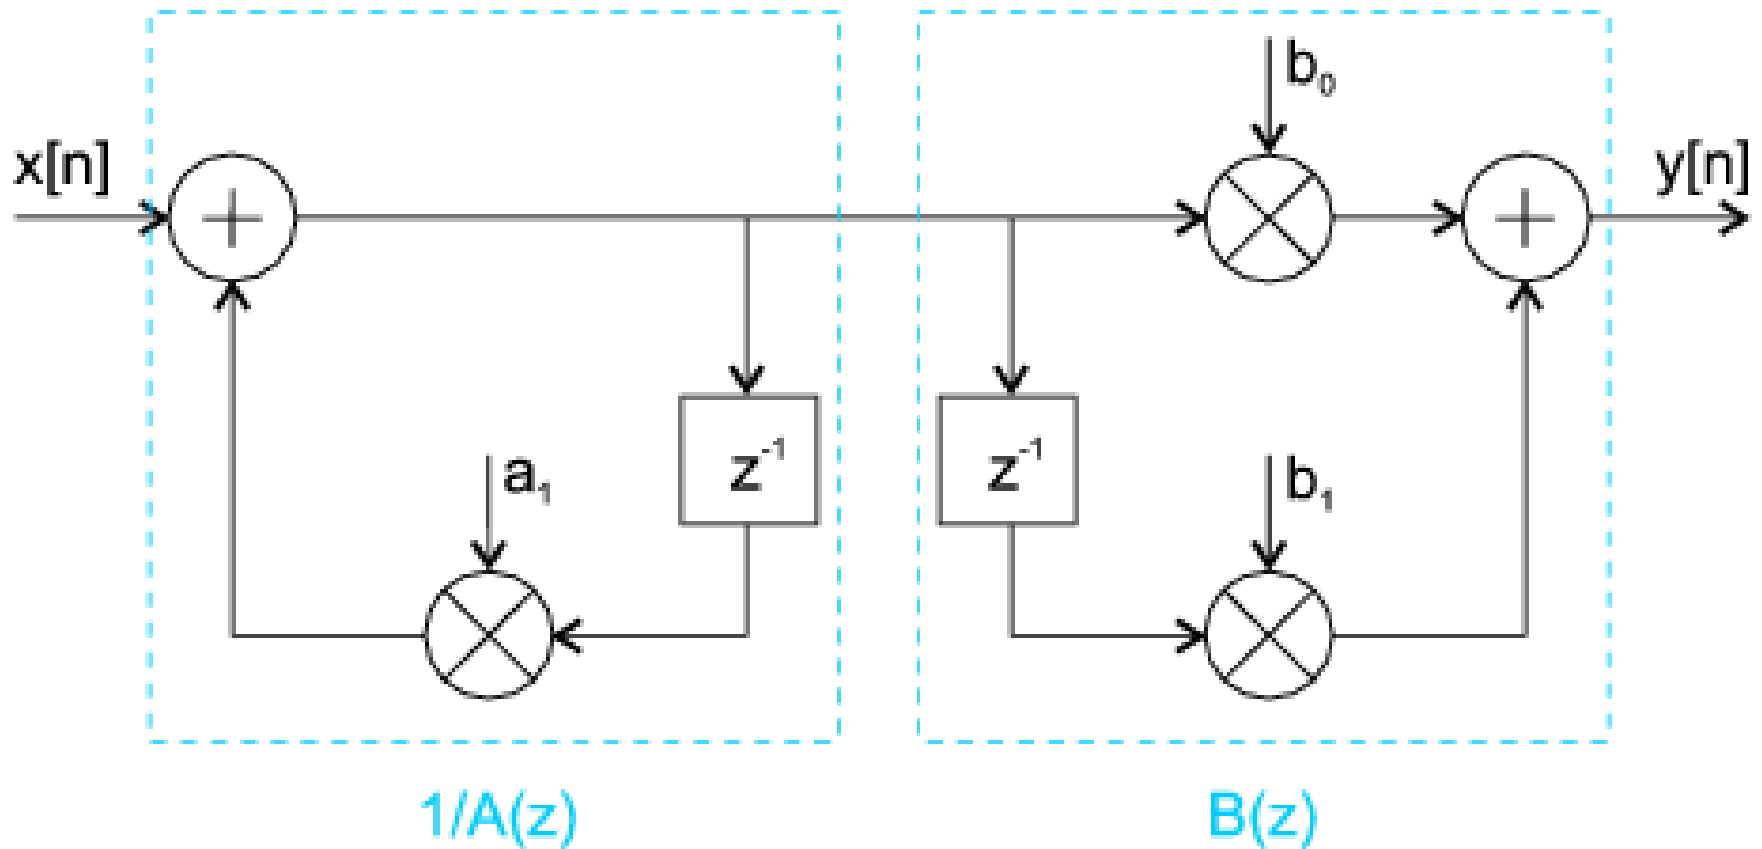 x[n]
b₀
y[n]
a₁
z⁻¹
z⁻¹
b₁
1/A(z)
B(z)